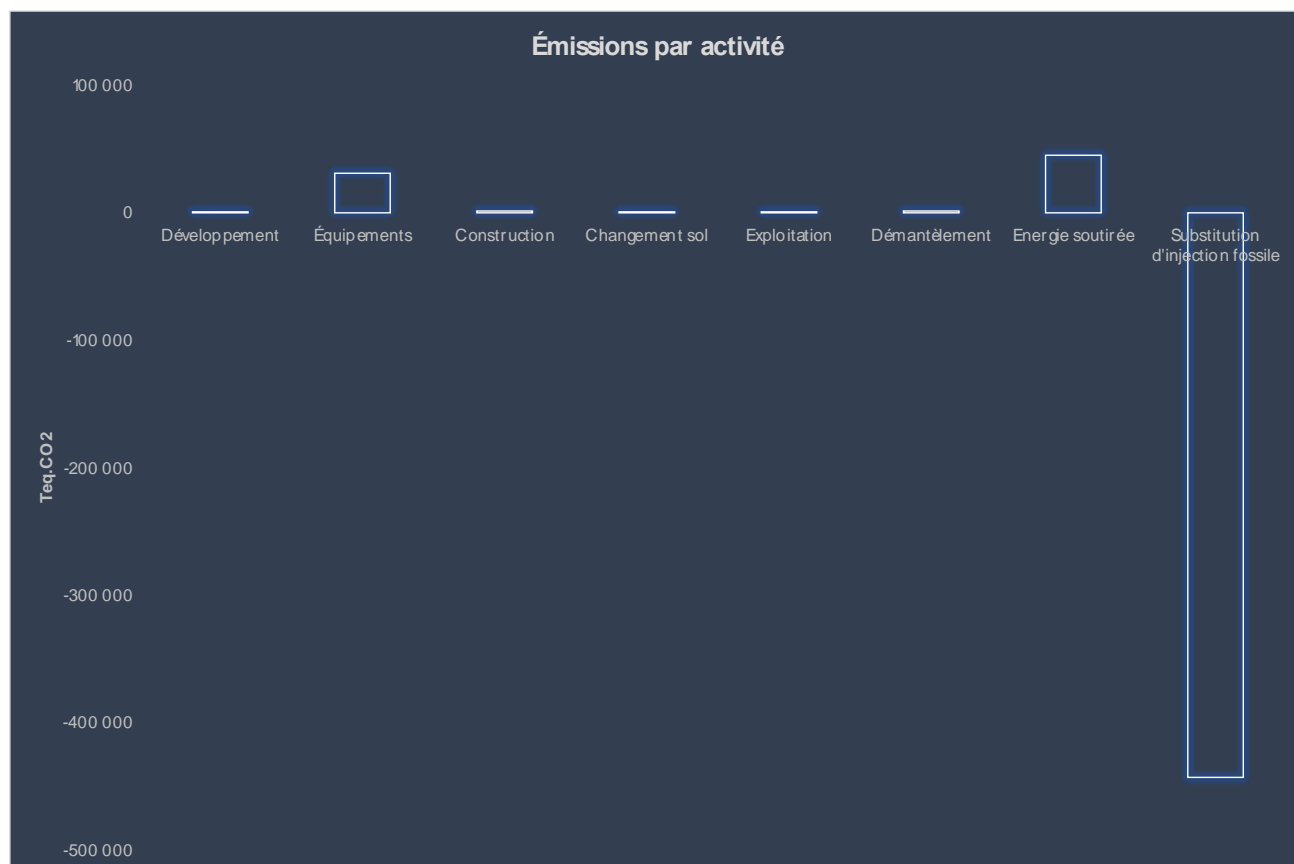 Émissions par activité
100 000
0
Développement Équipements Construction Changement sol Exploitation Démantèlement Energie soutirée Substitution
d'injection fossile
-100 000
Teq.CO2
-200 000
-300 000
-400 000
-500 000